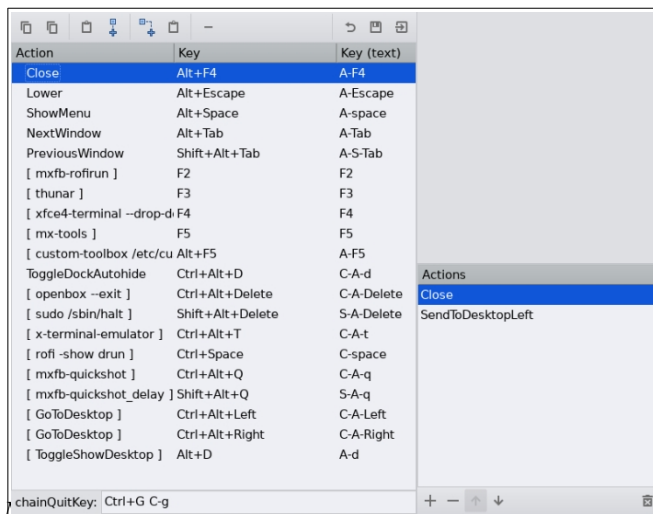 Action Key Key (text)
Close Alt+F4 A-F4
Lower Alt+Escape A-Escape
ShowMenu Alt+Space A-space
NextWindow Alt+Tab A-Tab
PreviousWindow Shift+Alt+Tab A-S-Tab
[ mxfb-rofirun ] F2 F2
[ thunar ] F3 F3
[ xfce4-terminal --drop-d F4 F4
[ mx-tools ] F5 F5
[ custom-toolbox /etc/cu Alt+F5 A-F5
ToggleDockAutohide Ctrl+Alt+D C-A-d
[ openbox --exit ] Ctrl+Alt+Delete C-A-Delete
[ sudo /sbin/halt ] Shift+Alt+Delete S-A-Delete
[ x-terminal-emulator ] Ctrl+Alt+T C-A-t
[ rofi -show drun ] Ctrl+Space C-space
[ mxfb-quickshot ] Ctrl+Alt+Q C-A-q
[ mxfb-quickshot_delay ] Shift+Alt+Q S-A-q
[ GoToDesktop ] Ctrl+Alt+Left C-A-Left
[ GoToDesktop ] Ctrl+Alt+Right C-A-Right
[ ToggleShowDesktop ] Alt+D A-d
chainQuitKey: Ctrl+G C-g
Actions
Close
SendToDesktopLeft